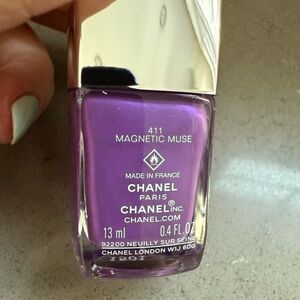 411
MAGNETIC MUSE
MADE IN FRANCE
CHANEL
PARIS
CHANEL® INC.
CHANEL.COM
13 ml 0.4 FL.OZ
92200 NEUILLY SUR SEINE
CHANEL LONDON W1J 6DG